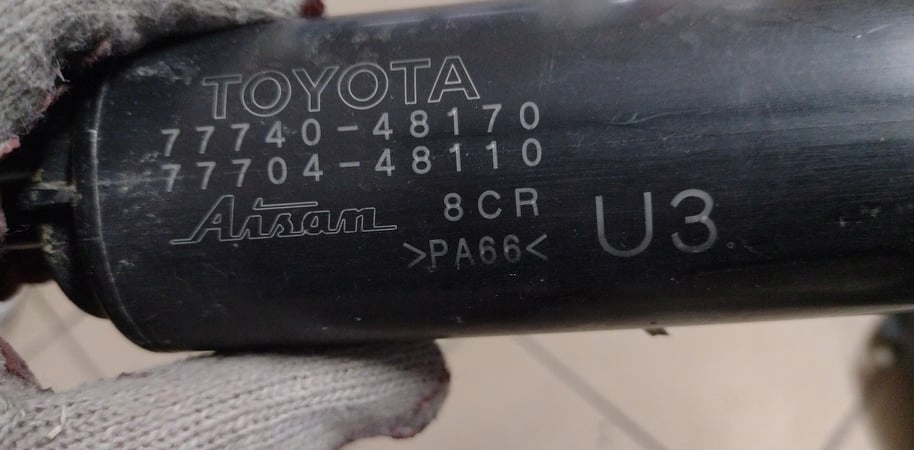 TOYOTA
77740-48170
77704-48110
Aisan 8CR
>PA66<
U3